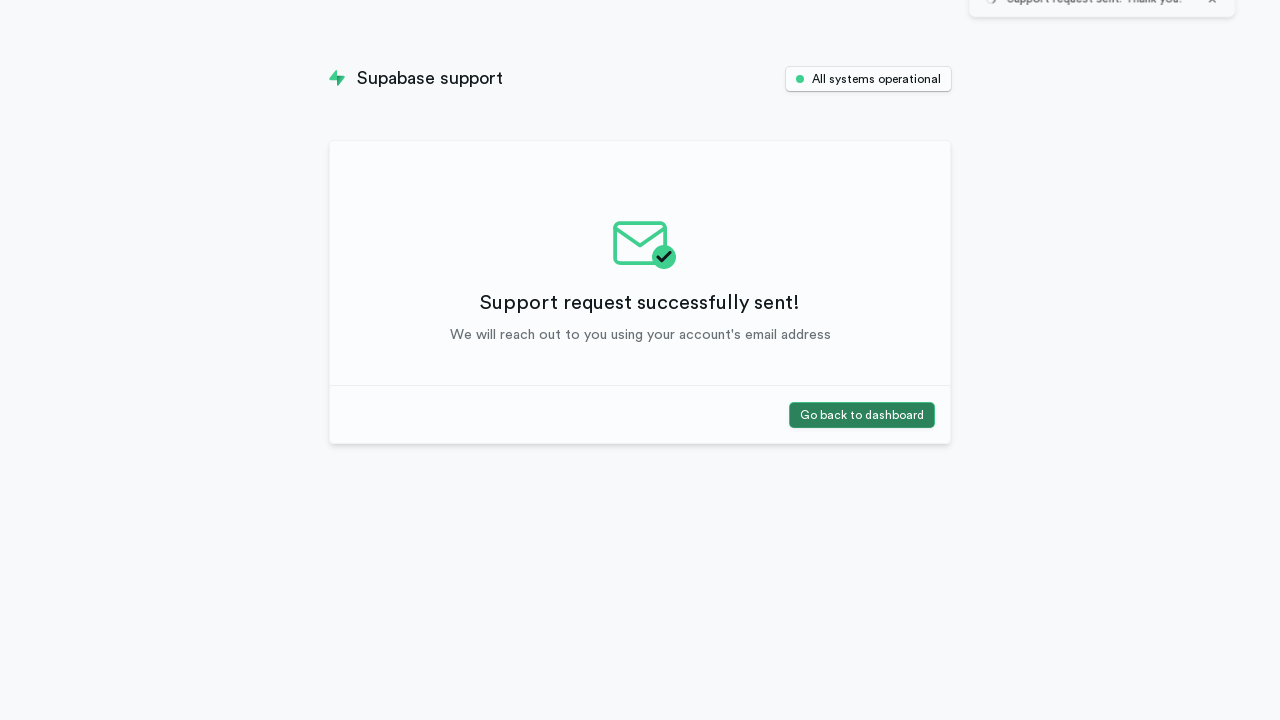 Support request sent. Thank you!
Supabase support
All systems operational
Support request successfully sent!
We will reach out to you using your account's email address
Go back to dashboard